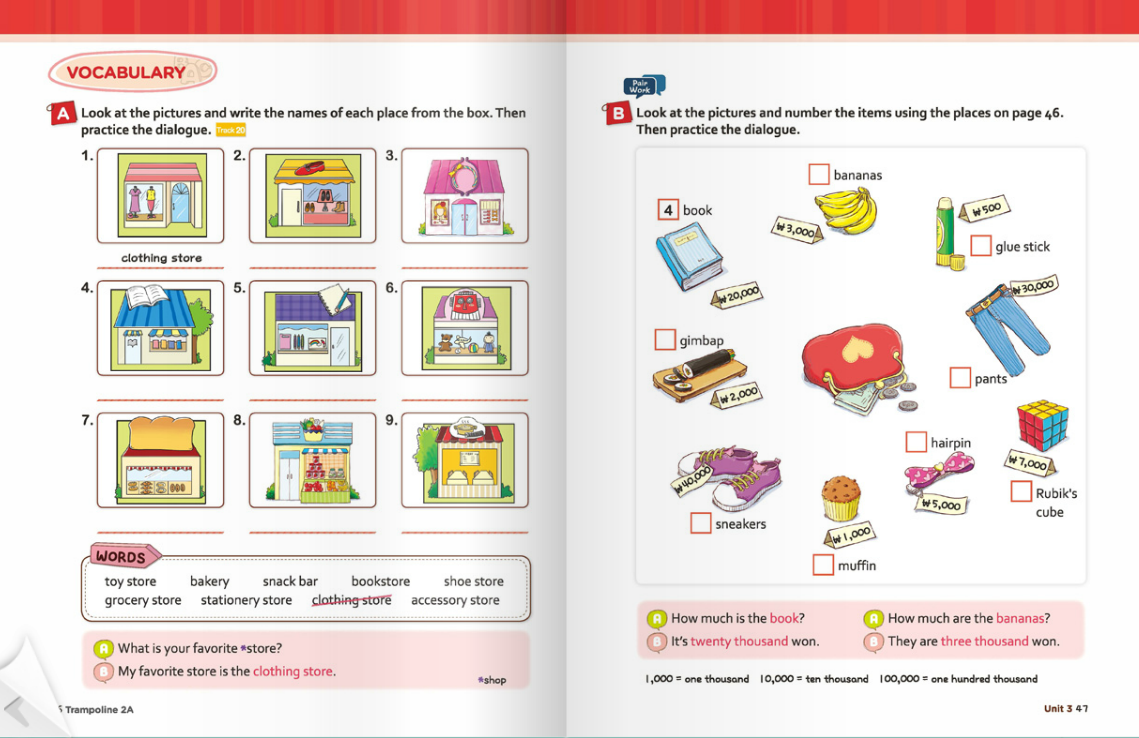 VOCABULARY
A Look at the pictures and write the names of each place from the box. Then
practice the dialogue. Track 20
1.
2.
3.
clothing store
4.
5.
6.
7.
8.
9.
WORDS
toy store bakery snack bar bookstore shoe store
grocery store stationery store clothing store accessory store
A What is your favorite *store?
B My favorite store is the clothing store.
*shop
Trampoline 2A
Pair
Work
B Look at the pictures and number the items using the places on page 46.
Then practice the dialogue.
bananas
₩3,000
4 book
₩20,000
₩500
glue stick
₩30,000
pants
gimbap
₩2,000
hairpin
₩5,000
₩7,000
Rubik's
cube
₩40,000
sneakers
₩1,000
muffin
A How much is the book?
B It's twenty thousand won.
A How much are the bananas?
B They are three thousand won.
1,000 = one thousand 10,000 = ten thousand 100,000 = one hundred thousand
Unit 3 47